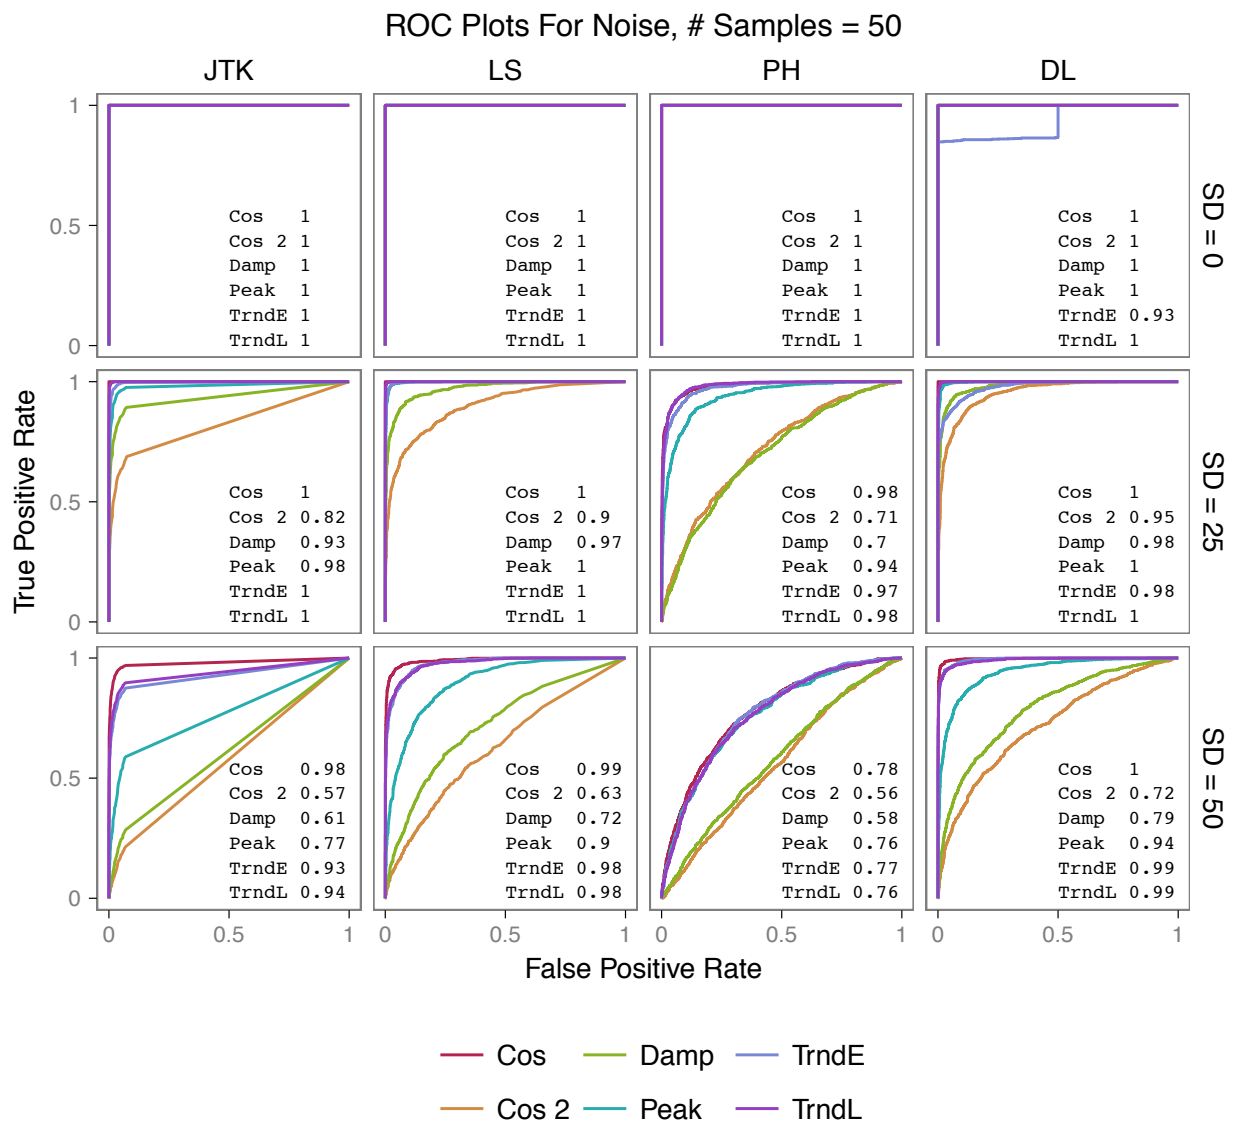 ROC Plots For Noise, # Samples = 50
JTK LS PH DL
1
0.5
0
Cos 1
Cos 2 1
Damp 1
Peak 1
TrndE 1
TrndL 1
Cos 1
Cos 2 1
Damp 1
Peak 1
TrndE 1
TrndL 1
Cos 1
Cos 2 1
Damp 1
Peak 1
TrndE 1
TrndL 1
Cos 1
Cos 2 1
Damp 1
Peak 1
TrndE 0.93
TrndL 1
SD = 0
True Positive Rate
1
0.5
0
Cos 1
Cos 2 0.82
Damp 0.93
Peak 0.98
TrndE 1
TrndL 1
Cos 1
Cos 2 0.9
Damp 0.97
Peak 1
TrndE 1
TrndL 1
Cos 0.98
Cos 2 0.71
Damp 0.7
Peak 0.94
TrndE 0.97
TrndL 0.98
Cos 1
Cos 2 0.95
Damp 0.98
Peak 1
TrndE 0.98
TrndL 1
SD = 25
1
0.5
0
Cos 0.98
Cos 2 0.57
Damp 0.61
Peak 0.77
TrndE 0.93
TrndL 0.94
Cos 0.99
Cos 2 0.63
Damp 0.72
Peak 0.9
TrndE 0.98
TrndL 0.98
Cos 0.78
Cos 2 0.56
Damp 0.58
Peak 0.76
TrndE 0.77
TrndL 0.76
Cos 1
Cos 2 0.72
Damp 0.79
Peak 0.94
TrndE 0.99
TrndL 0.99
SD = 50
0 0.5 1 0 0.5 1 0 0.5 1 0 0.5 1
False Positive Rate
Cos Damp TrndE
Cos 2 Peak TrndL